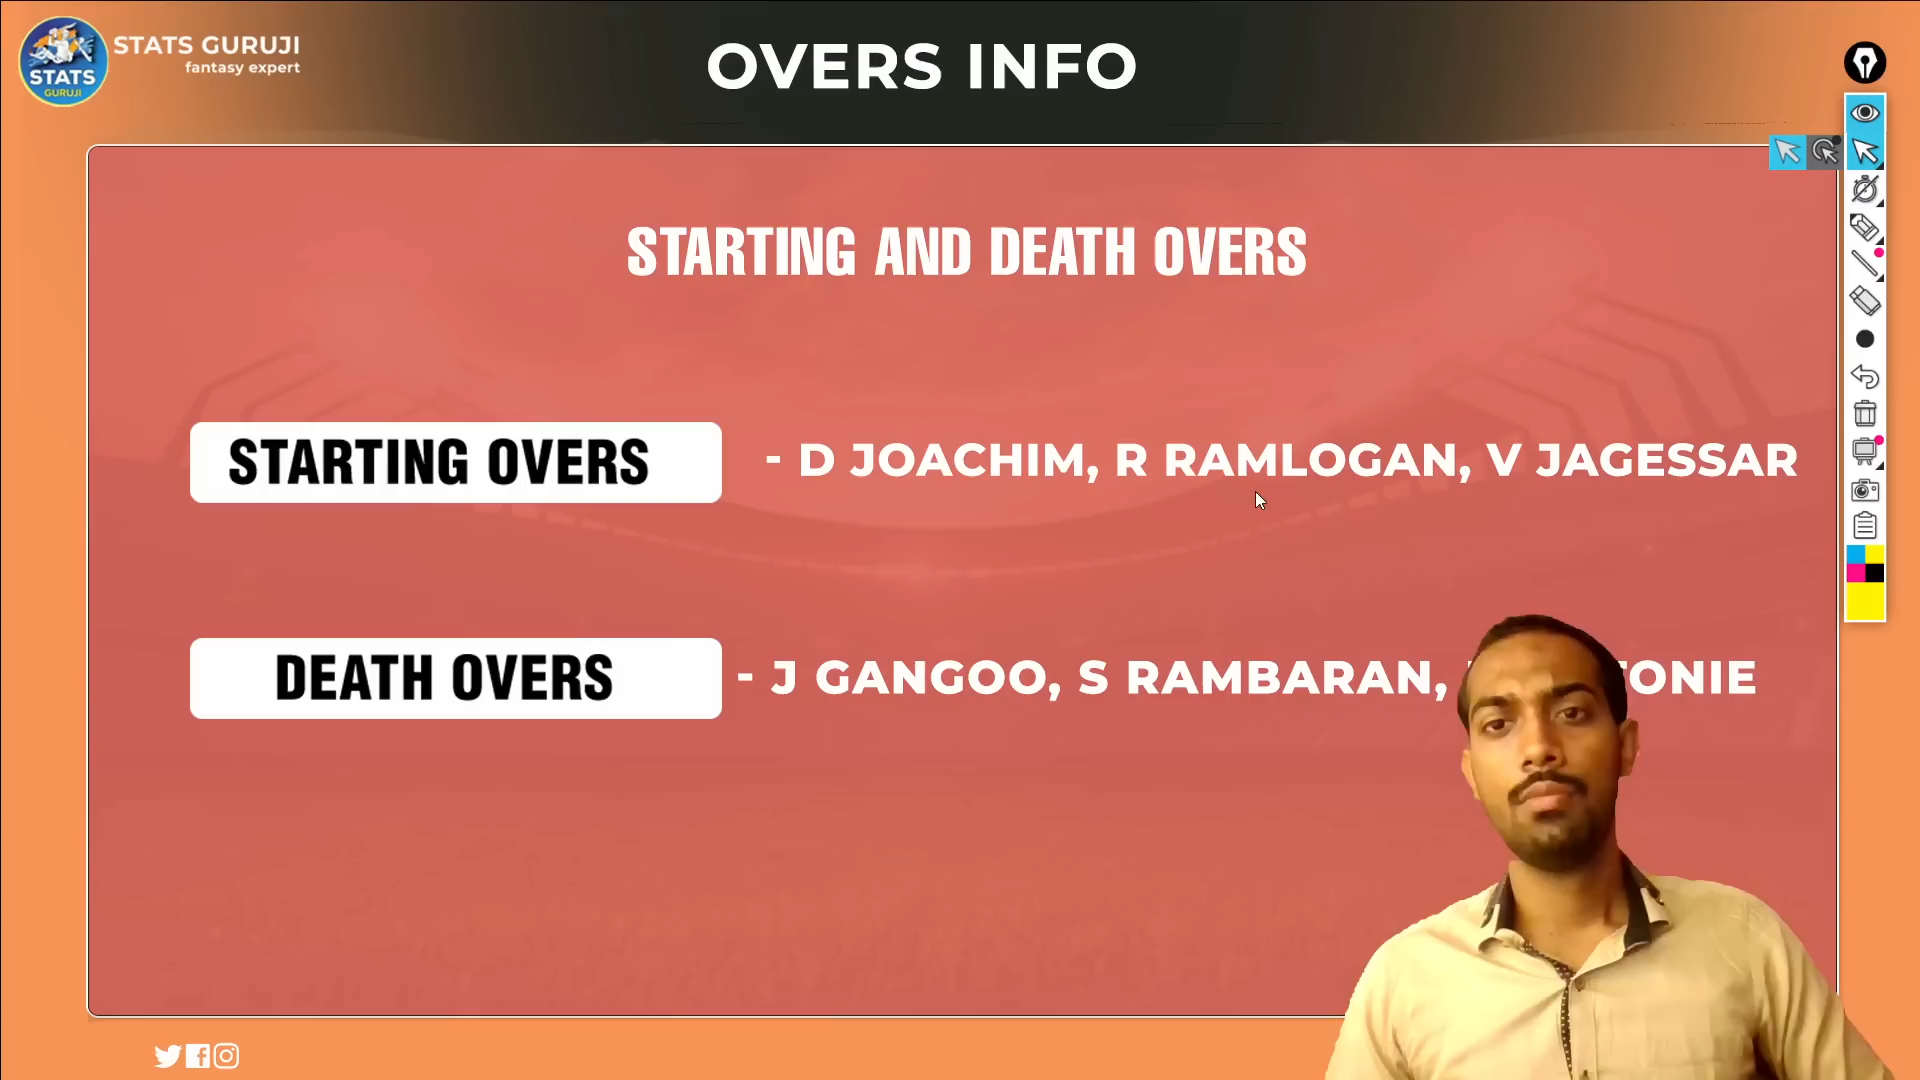 STATS GURUJI
fantasy expert
STATS
GURUJI
OVERS INFO
STARTING AND DEATH OVERS
STARTING OVERS - D JOACHIM, R RAMLOGAN, V JAGESSAR
DEATH OVERS - J GANGOO, S RAMBARAN,